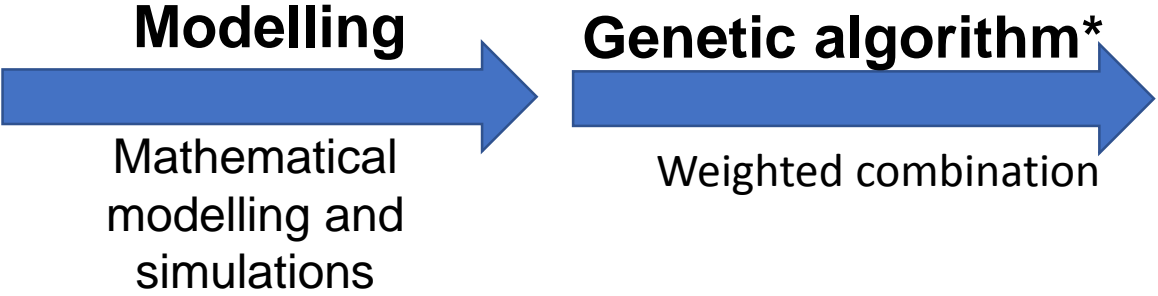 Modelling
Genetic algorithm*
Mathematical
modelling and
simulations
Weighted combination